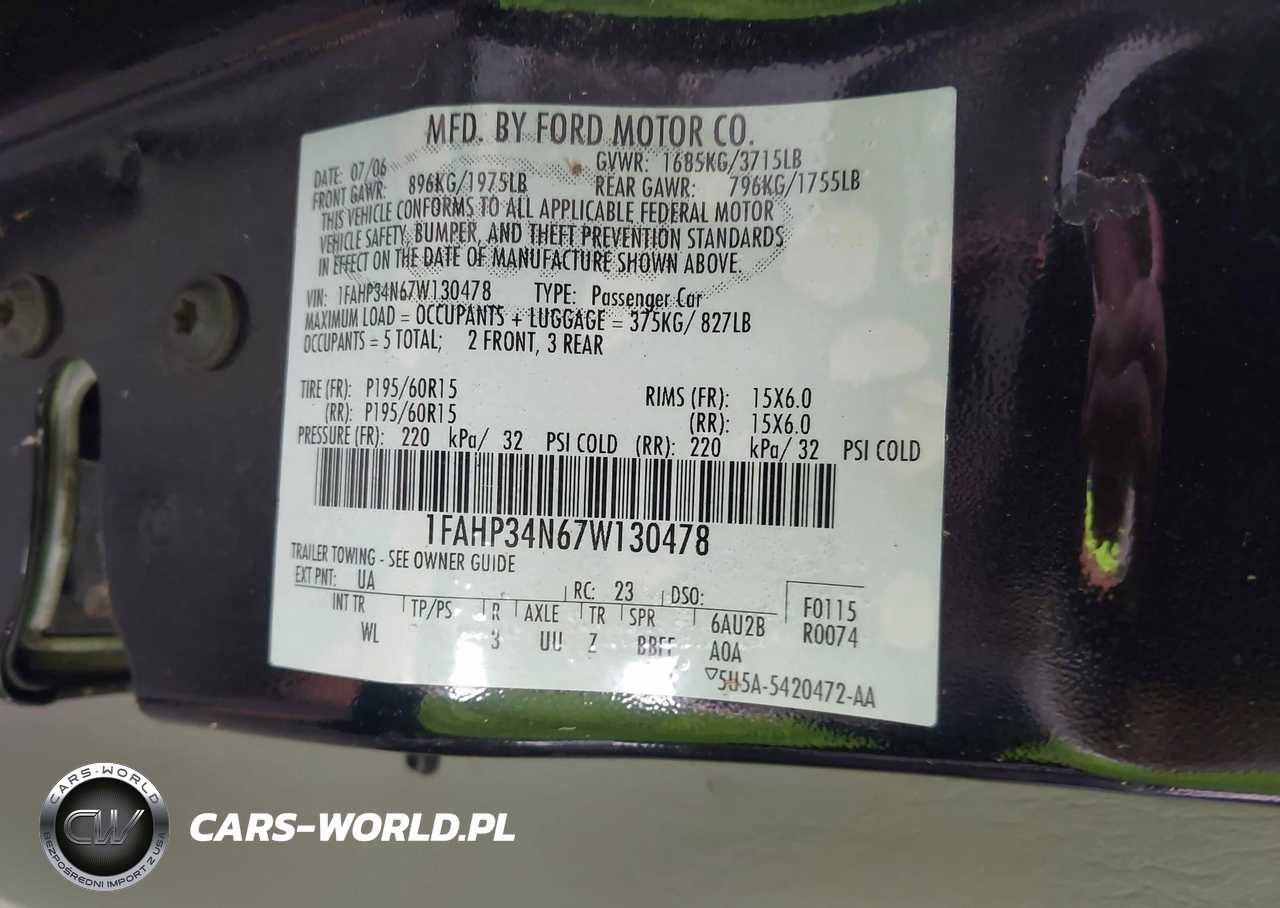 MFD. BY FORD MOTOR CO.
DATE: 07/06 GVWR: 1685KG/3715LB
FRONT GAWR: 896KG/1975LB REAR GAWR: 796KG/1755LB
THIS VEHICLE CONFORMS TO ALL APPLICABLE FEDERAL MOTOR
VEHICLE SAFETY, BUMPER, AND THEFT PREVENTION STANDARDS
IN EFFECT ON THE DATE OF MANUFACTURE SHOWN ABOVE.
VIN: 1FAHP34N67W130478 TYPE: Passenger Car
MAXIMUM LOAD = OCCUPANTS + LUGGAGE = 375KG/ 827LB
OCCUPANTS = 5 TOTAL; 2 FRONT, 3 REAR
TIRE (FR): P195/60R15 RIMS (FR): 15X6.0
(RR): P195/60R15 (RR): 15X6.0
PRESSURE (FR): 220 kPa/ 32 PSI COLD (RR): 220 kPa/ 32 PSI COLD
1FAHP34N67W130478
TRAILER TOWING - SEE OWNER GUIDE
EXT PNT: UA RC: 23 DSO: F0115
INT TR TP/PS R AXLE TR SPR 6AU2B R0074
WL 3 UU Z A0A
5U5A-5420472-AA
CARS-WORLD
CW
BEZPOŚREDNI IMPORT Z USA
CARS-WORLD.PL